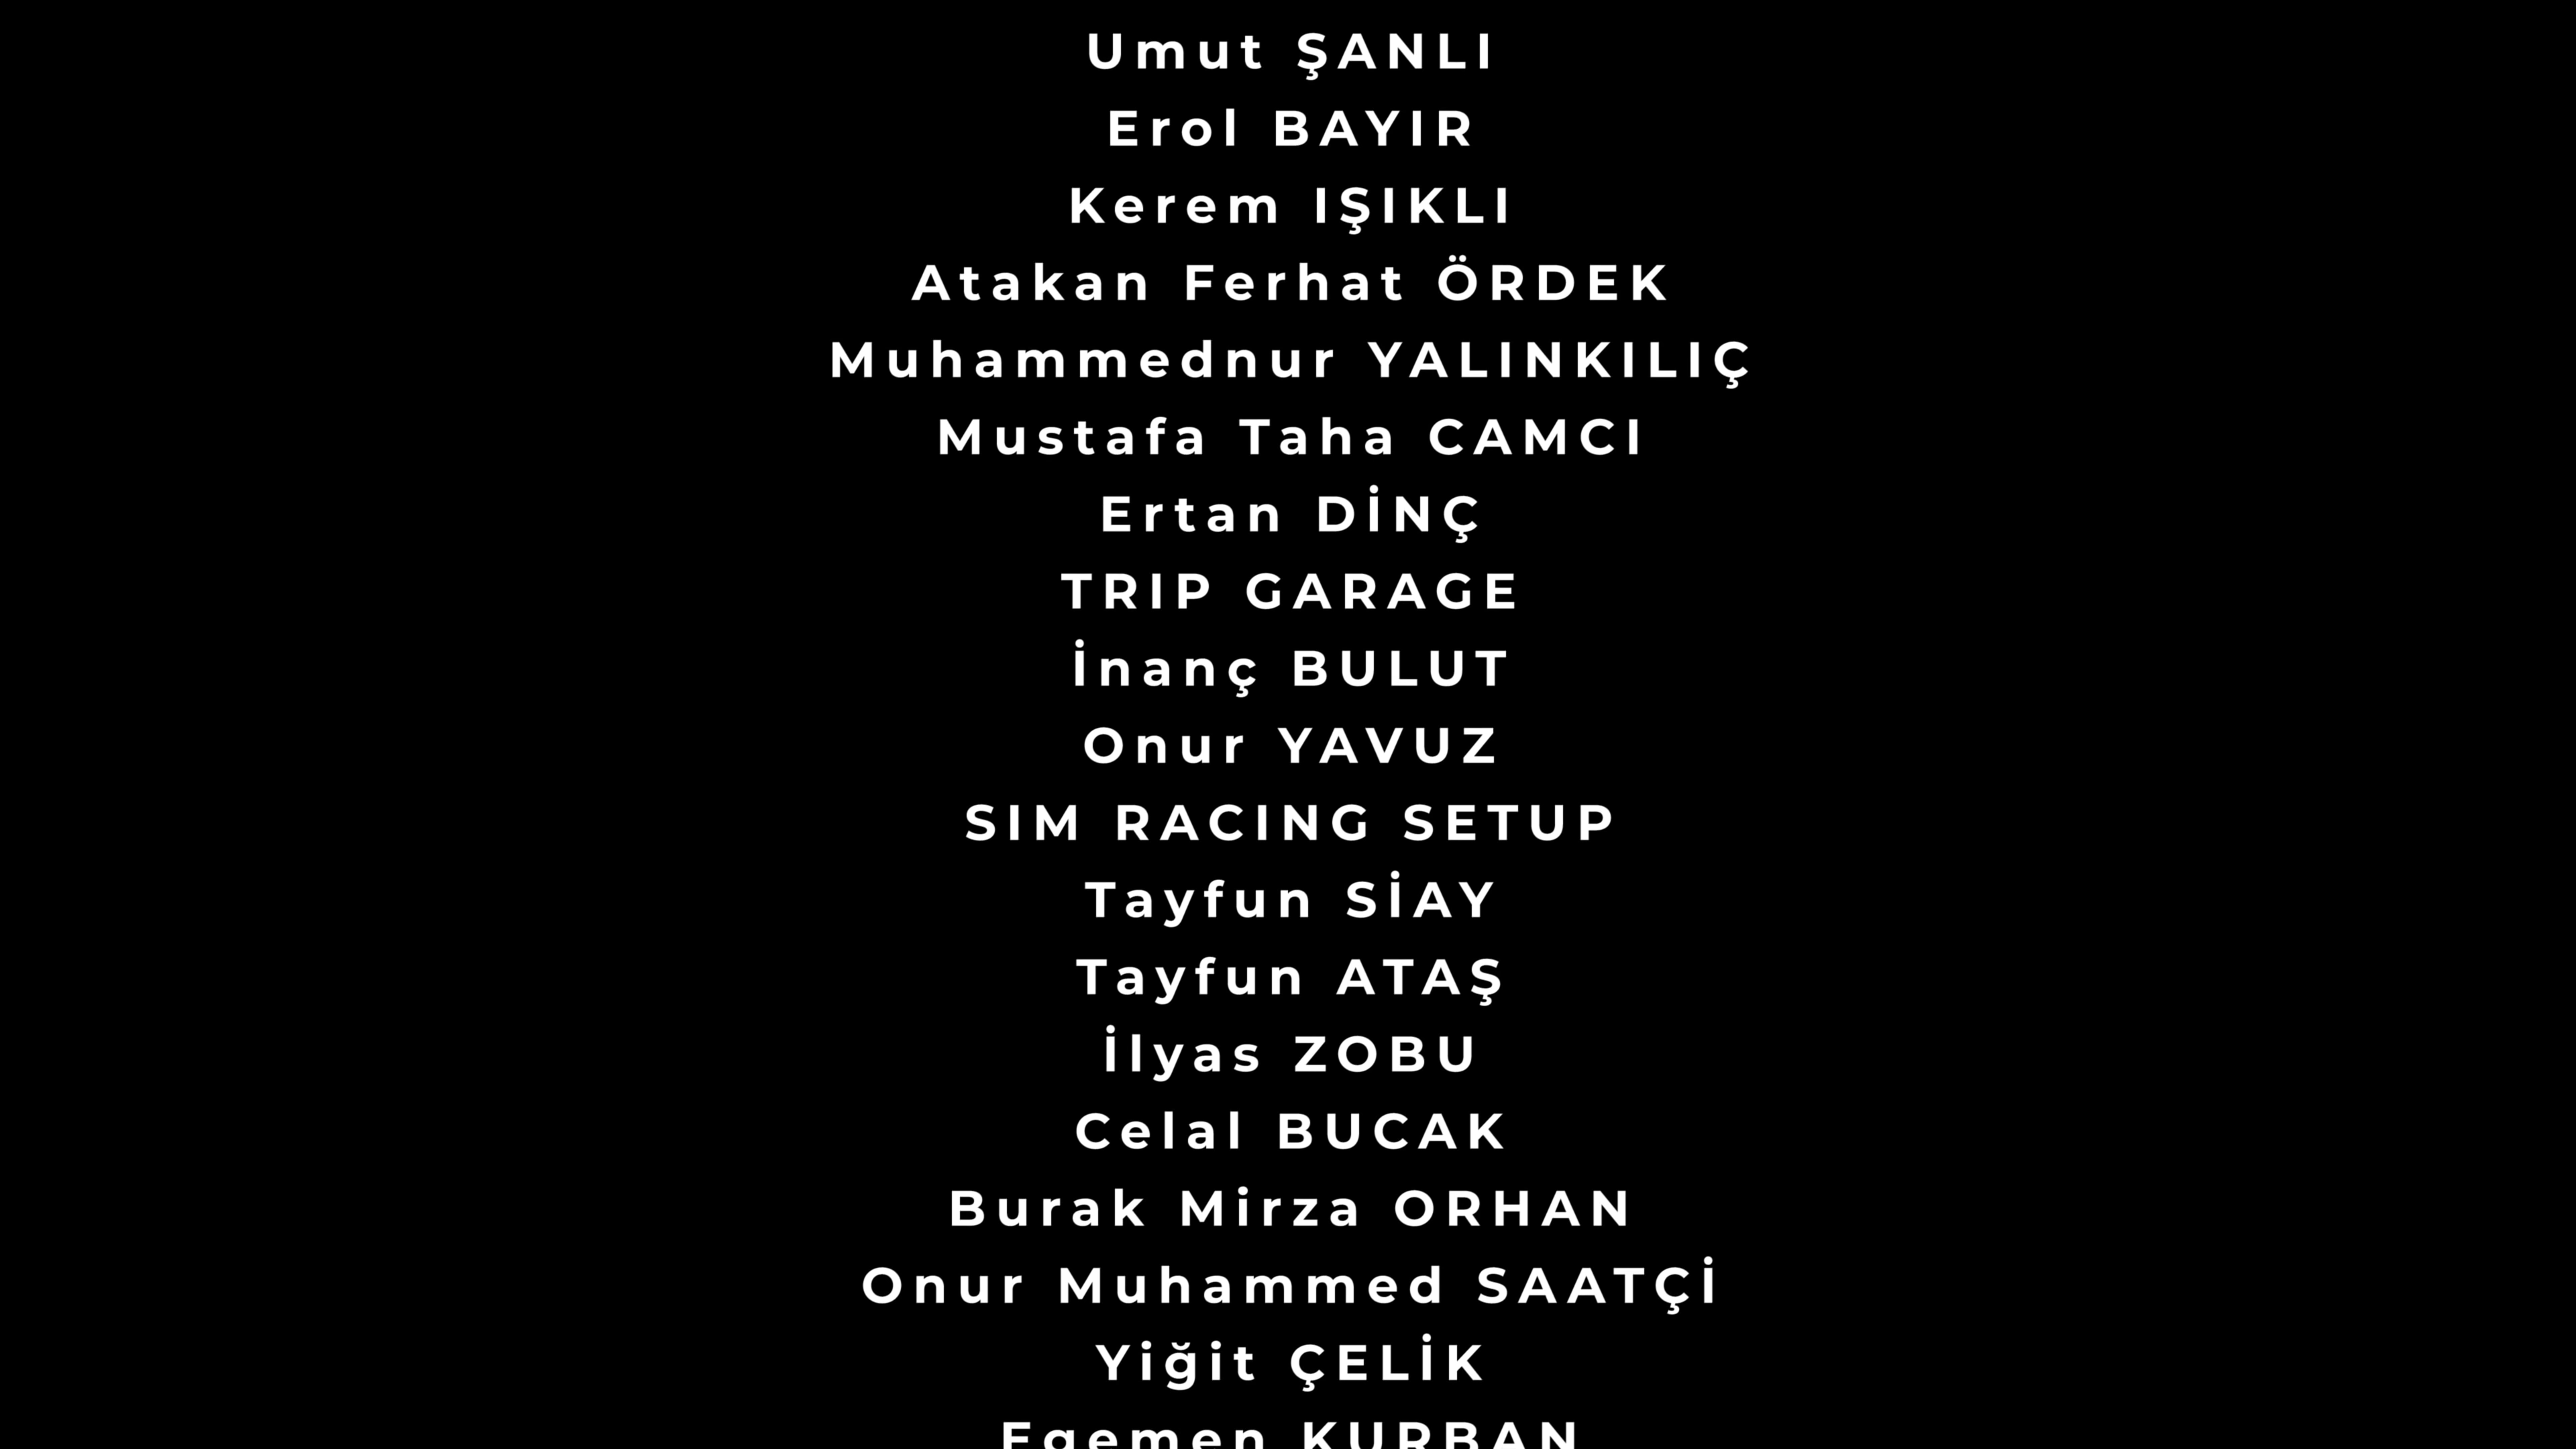 Umut ŞANLI
Erol BAYIR
Kerem IŞIKLI
Atakan Ferhat ÖRDEK
Muhammednur YALINKILIÇ
Mustafa Taha CAMCI
Ertan DİNÇ
TRIP GARAGE
İnanç BULUT
Onur YAVUZ
SIM RACING SETUP
Tayfun SİAY
Tayfun ATAŞ
İlyas ZOBU
Celal BUCAK
Burak Mirza ORHAN
Onur Muhammed SAATÇİ
Yiğit ÇELİK
Egemen KURBAN